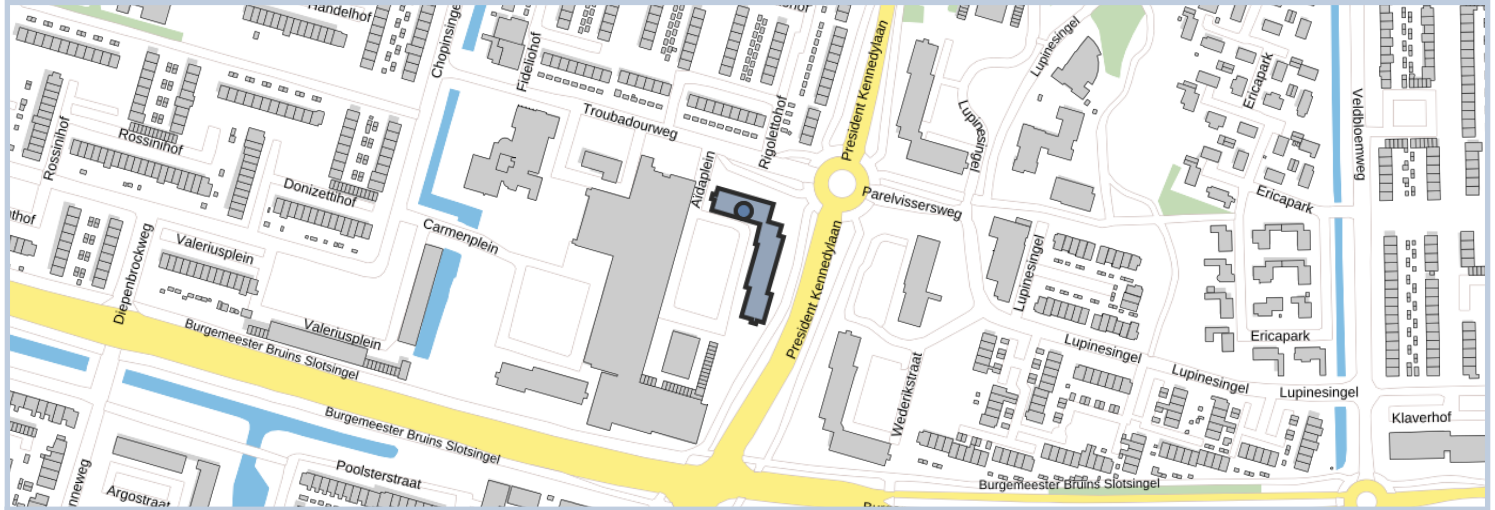 Handelhof
Chopinsingel
Fideliohof
Troubadourweg
Rigolettohof
President Kennedylaan
Lupinesingel
Lupinesingel
Ericapark
Veldbloemweg
Rossinihof
Rossinihof
Donizettihof
Aidaplein
Parelvissersweg
Ericapark
Carmenplein
Valeriusplein
Diepenbrockweg
President Kennedylaan
Lupinesingel
Valeriusplein
Burgemeester Bruins Slotsingel
Lupinesingel
Ericapark
Lupinesingel
Lupinesingel
Wederikstraat
Klaverhof
Burgemeester Bruins Slotsingel
Poolsterstraat
Argostraat
Burgemeester Bruins Slotsingel